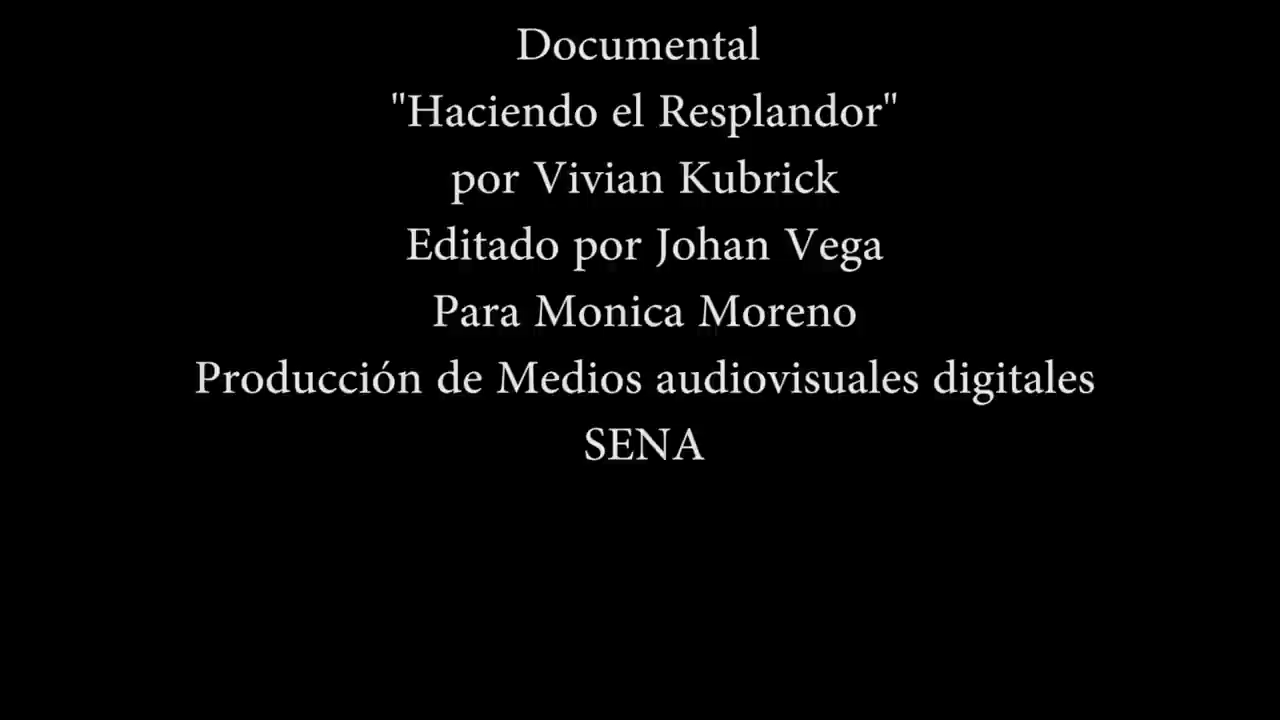 Documental
"Haciendo el Resplandor"
por Vivian Kubrick
Editado por Johan Vega
Para Monica Moreno
Producción de Medios audiovisuales digitales
SENA